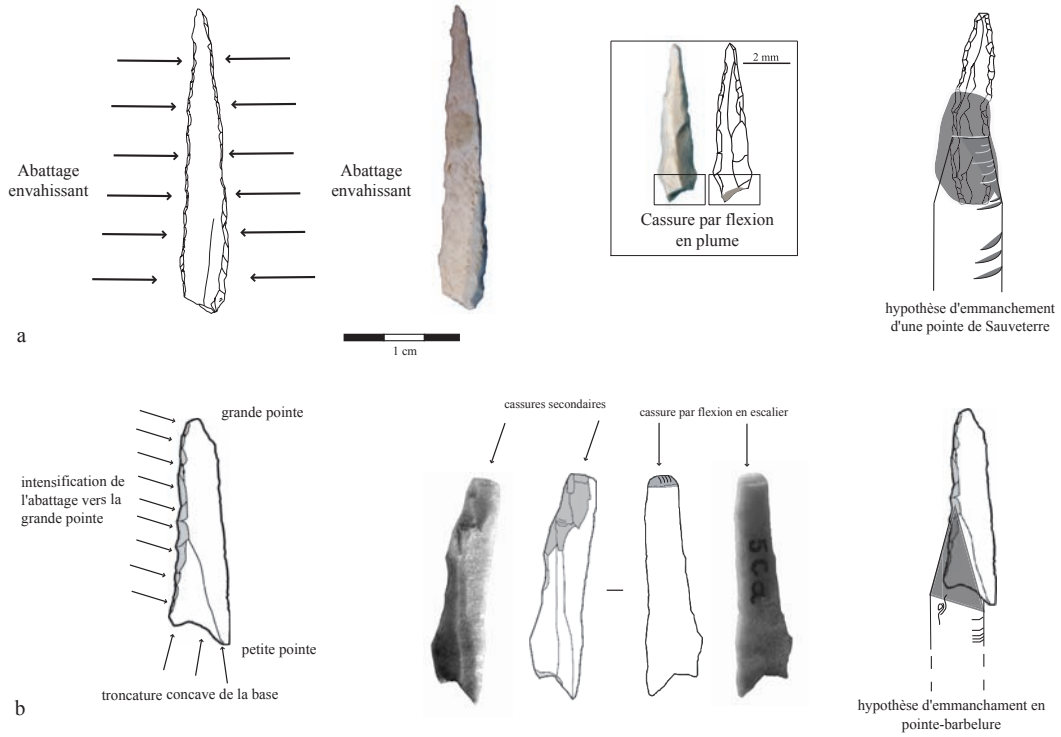 Abattage
envahissant
Abattage
envahissant
2 mm
Cassure par flexion
en plume
hypothèse d'emmanchement
d'une pointe de Sauveterre
a
1 cm
grande pointe
cassures secondaires
cassure par flexion en escalier
intensification de
l'abattage vers la
grande pointe
5Ca
petite pointe
troncature concave de la base
hypothèse d'emmanchament en
pointe-barbelure
b